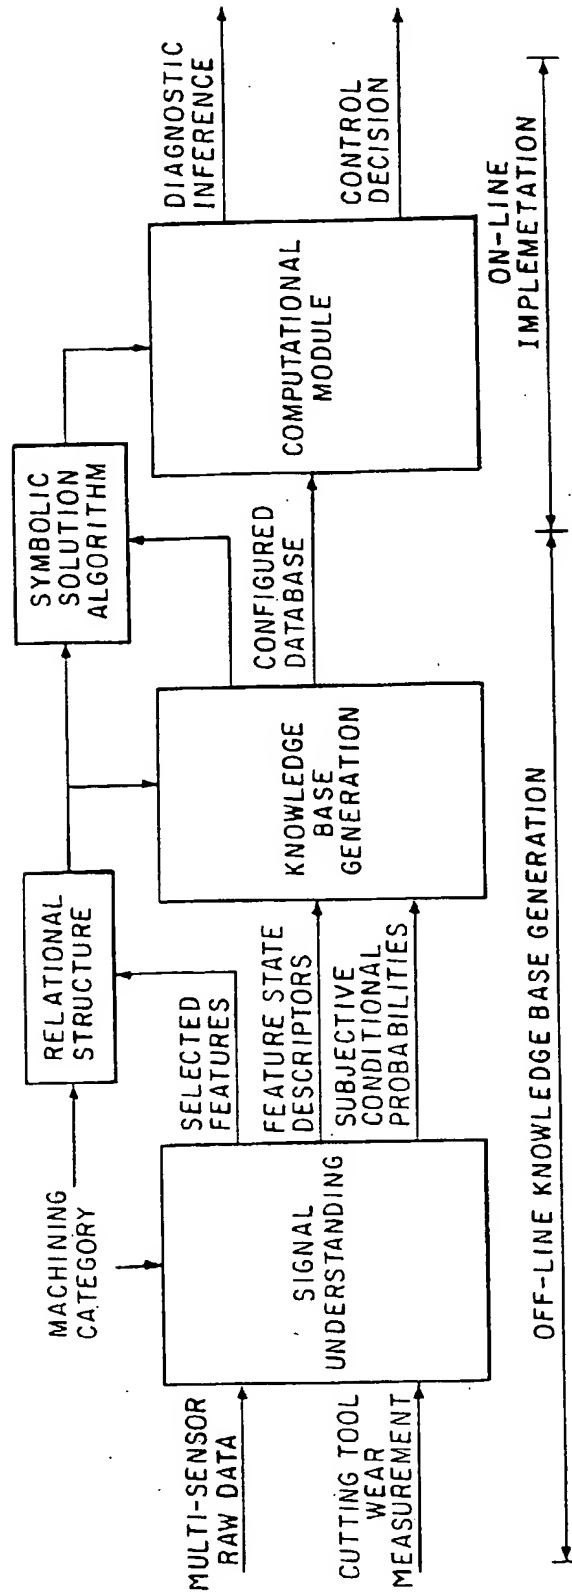 MACHINING
CATEGORY
RELATIONAL
STRUCTURE
SYMBOLIC
SOLUTION
ALGORITHM
MULTI-SENSOR
RAW DATA
CUTTING TOOL
WEAR
MEASUREMENT
SIGNAL
UNDERSTANDING
SELECTED
FEATURES
FEATURE STATE
DESCRIPTORS
SUBJECTIVE
CONDITIONAL
PROBABILITIES
KNOWLEDGE
BASE
GENERATION
CONFIGURED
DATABASE
COMPUTATIONAL
MODULE
DIAGNOSTIC
INFERENCE
CONTROL
DECISION
OFF-LINE KNOWLEDGE BASE GENERATION
ON-LINE
IMPLEMETATION